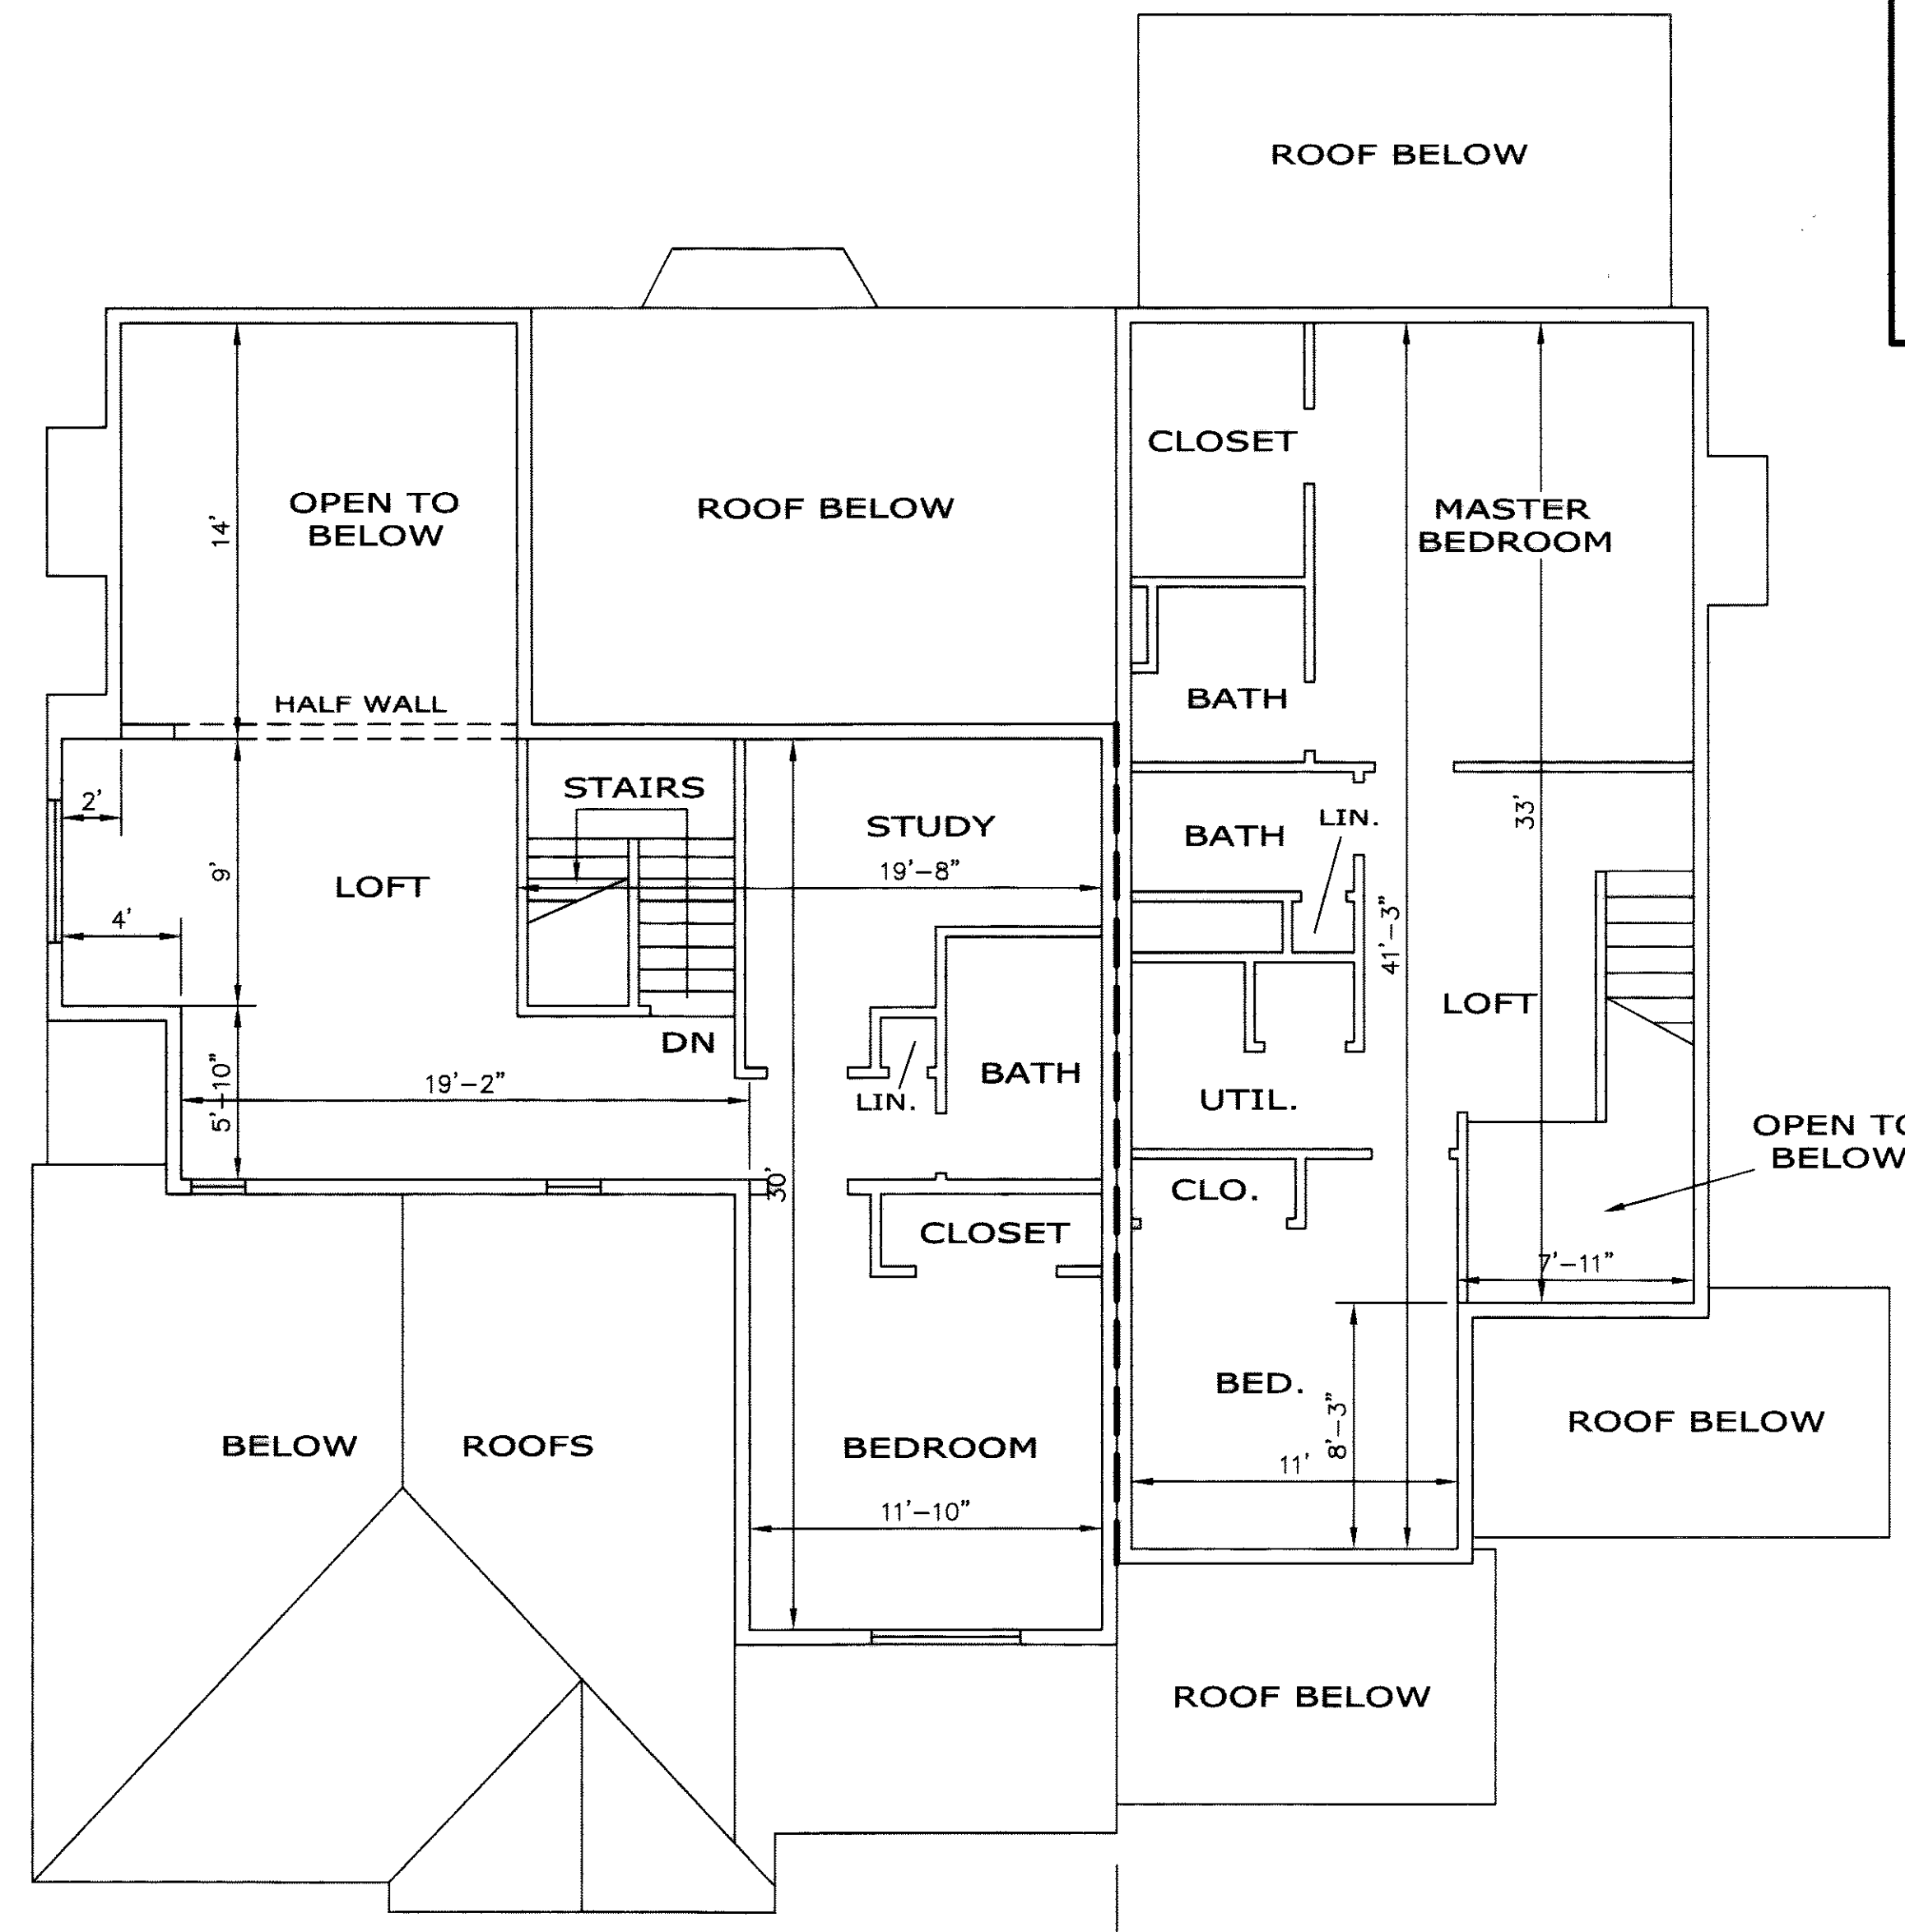 ROOF BELOW
OPEN TO
BELOW
14'
ROOF BELOW
CLOSET
MASTER
BEDROOM
HALF WALL
BATH
2'
9'
4'
LOFT
STAIRS
STUDY
19'-8"
BATH
LIN.
33'
41'-3"
LOFT
DN
5'-10"
19'-2"
LIN.
BATH
UTIL.
OPEN TO
BELOW
30'
CLOSET
CLO.
7'-11"
BED.
8'-3"
11'
ROOF BELOW
BELOW
ROOFS
BEDROOM
11'-10"
ROOF BELOW